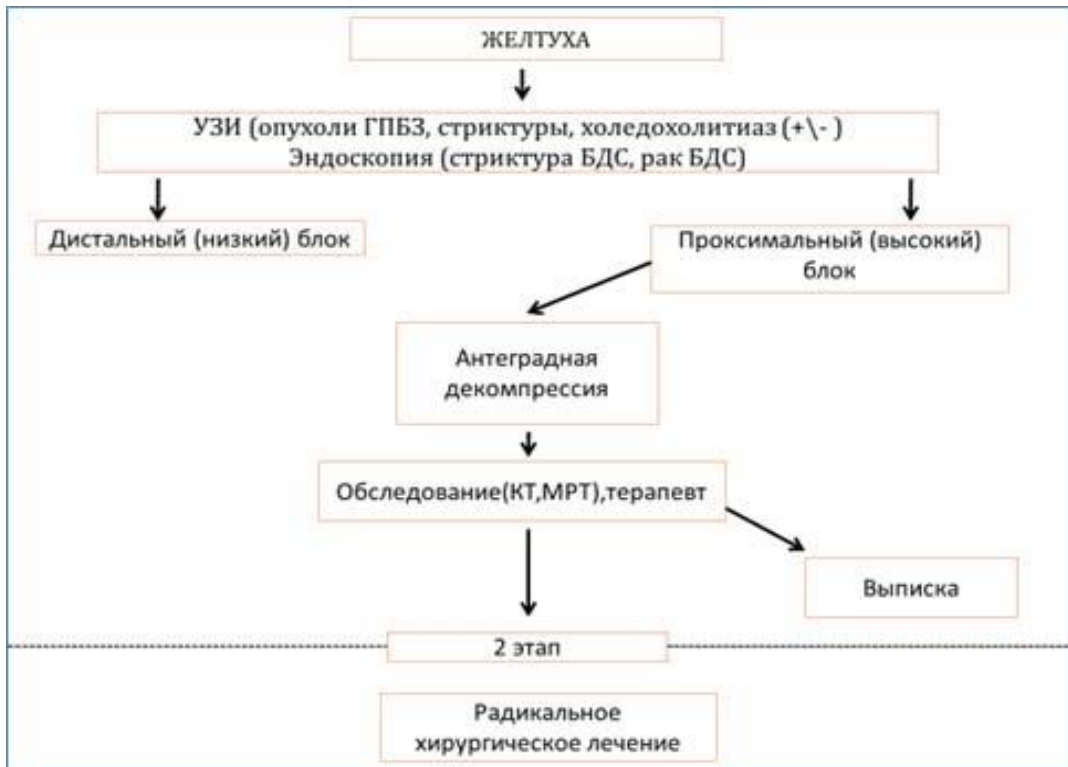 ЖЕЛТУХА
УЗИ (опухоли ГПБЗ, стриктуры, холедохолитиаз (+\- )
Эндоскопия (стриктура БДС, рак БДС)
Дистальный (низкий) блок
Проксимальный (высокий)
блок
Антеградная
декомпрессия
Обследование(КТ,МРТ),терапевт
Выписка
2 этап
Радикальное
хирургическое лечение